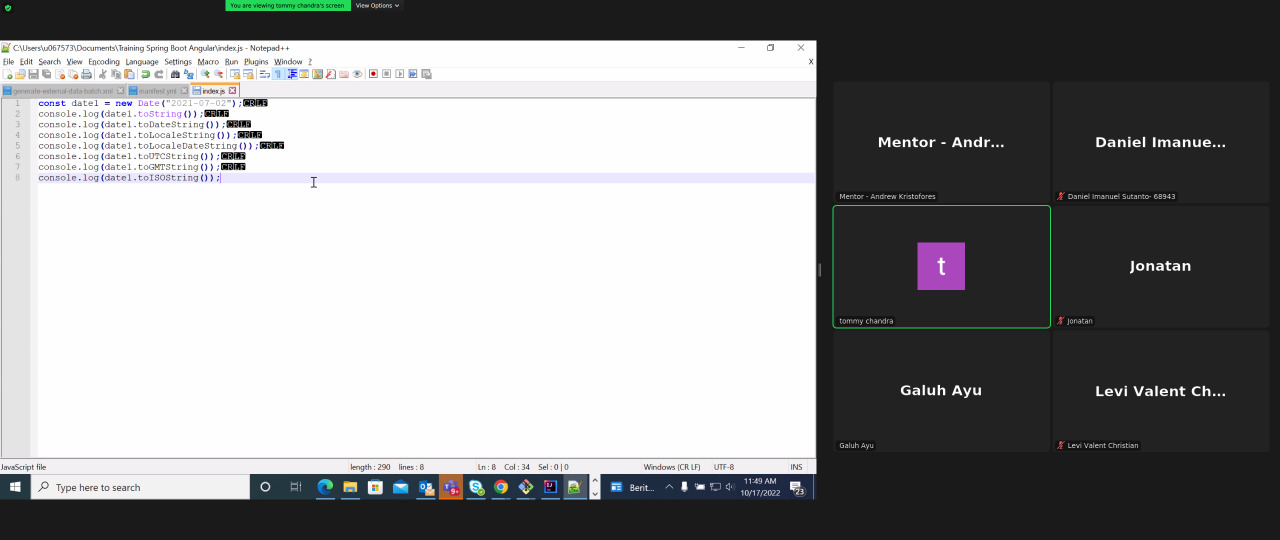 You are viewing tommy chandra's screen View Options
C:\Users\u067573\Documents\Training Spring Boot Angular\index.js - Notepad++
File Edit Search View Encoding Language Settings Macro Run Plugins Window ? X
generate-external-data-batch.xml manifest.yml index.js
1 const date1 = new Date("2021-07-02");CRLF
2 console.log(date1.toString());CRLF
3 console.log(date1.toDateString());CRLF
4 console.log(date1.toLocaleString());CRLF
5 console.log(date1.toLocaleDateString());CRLF
6 console.log(date1.toUTCString());CRLF
7 console.log(date1.toGMTString());CRLF
8 console.log(date1.toISOString());
JavaScript file length : 290 lines : 8 Ln : 8 Col : 34 Sel : 0 | 0 Windows (CR LF) UTF-8 INS
Type here to search 9+ Berit... 11:49 AM
10/17/2022 23
Mentor - Andr...
Mentor - Andrew Kristofores
Daniel Imanue...
Daniel Imanuel Sutanto- 68943
t
tommy chandra
Jonatan
Jonatan
Galuh Ayu
Galuh Ayu
Levi Valent Ch...
Levi Valent Christian